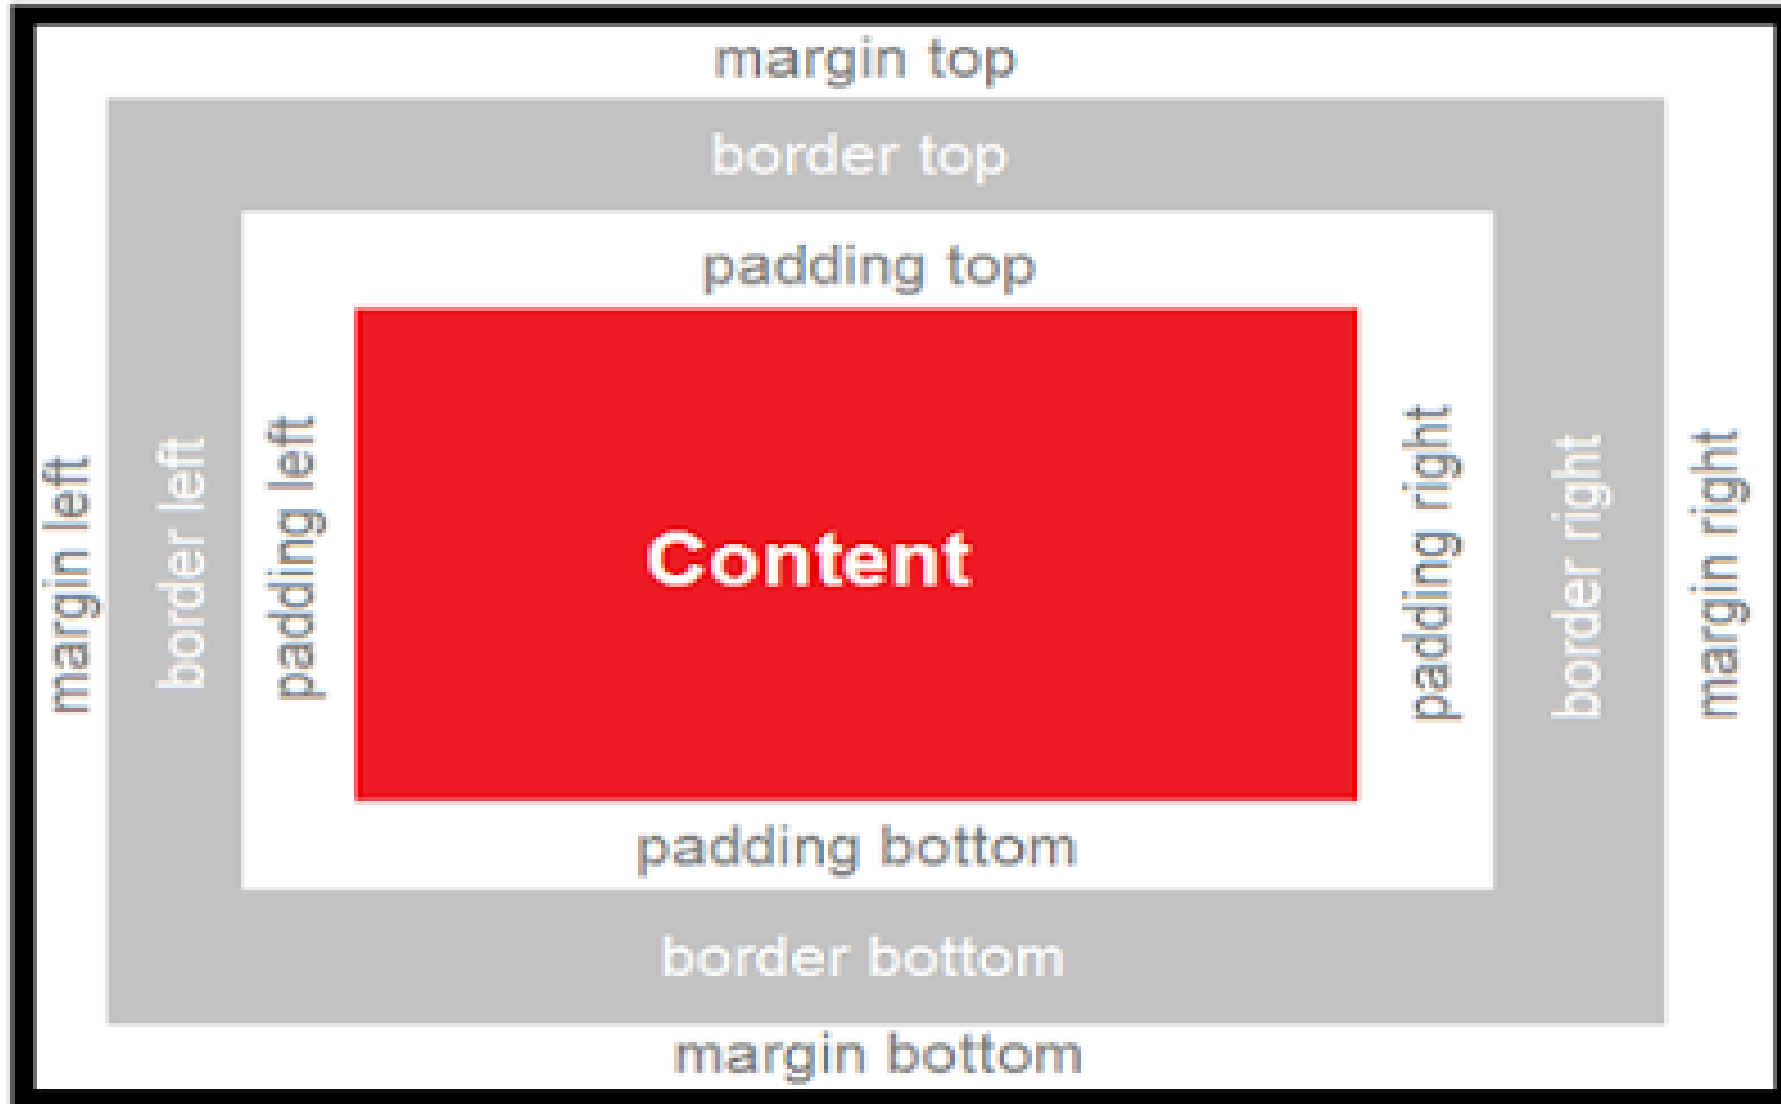 margin top
border top
padding top
margin left
border left
padding left
Content
padding right
border right
margin right
padding bottom
border bottom
margin bottom